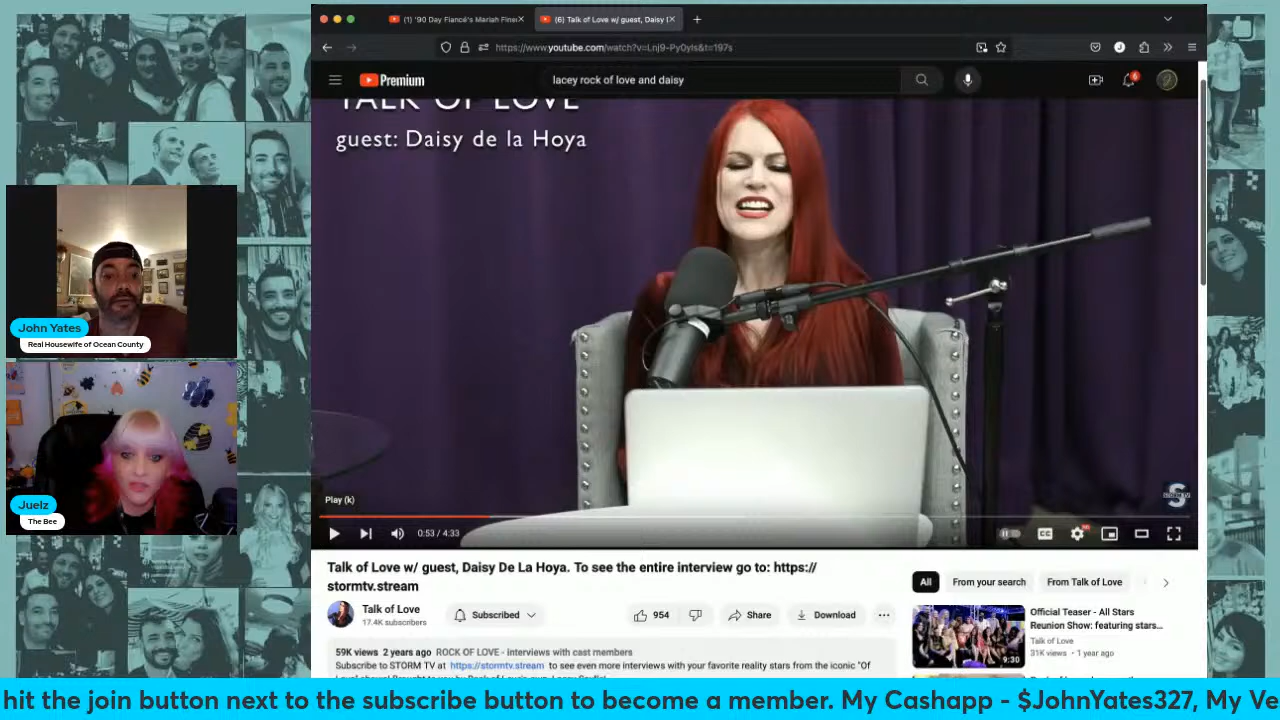 (1) '90 Day Fiancé's Mariah Fine
(6) Talk of Love w/ guest, Daisy
https://www.youtube.com/watch?v=Lnj9-Py0yIs&t=197s
Premium
lacey rock of love and daisy
6
TALK OF LOVE
guest: Daisy de la Hoya
John Yates
Real Housewife of Ocean County
Juelz
The Bee
Play (k)
0:53 / 4:33
CC
Talk of Love w/ guest, Daisy De La Hoya. To see the entire interview go to: https://
stormtv.stream
Talk of Love
17.4K subscribers
Subscribed
954
Share
Download
59K views 2 years ago ROCK OF LOVE - interviews with cast members
Subscribe to STORM TV at https://stormtv.stream to see even more interviews with your favorite reality stars from the iconic "Of
All
From your search
From Talk of Love
9:30
Official Teaser - All Stars
Reunion Show: featuring stars...
Talk of Love
31K views • 1 year ago
hit the join button next to the subscribe button to become a member. My Cashapp - $JohnYates327, My Ve